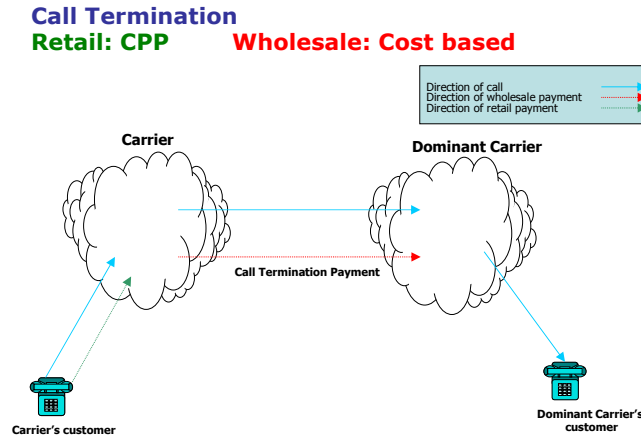 Call Termination
Retail: CPP Wholesale: Cost based
Direction of call
Direction of wholesale payment
Direction of retail payment
Carrier
Dominant Carrier
Call Termination Payment
Carrier's customer
Dominant Carrier's
customer